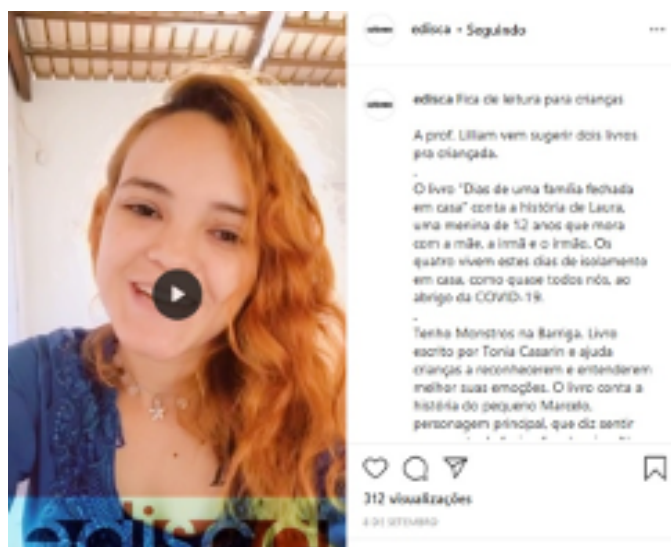 edisca • Seguindo
edisca Fica de leitura para crianças
A prof. Lilliam vem sugerir dois livros
pra criançada.
.
O livro "Dias de uma família fechada
em casa" conta a história de Laura,
uma menina de 12 anos que mora
com a mãe, a irmã e o irmão. Os
quatro vivem estes dias de isolamento
em casa, como quase todos nós, ao
abrigo da COVID-19.
.
Tenho Monstros na Barriga. Livro
escrito por Tonia Casarin e ajuda
crianças a reconhecerem e entenderem
melhor suas emoções. O livro conta a
história do pequeno Marcelo,
personagem principal, que diz sentir
312 visualizações
4 DE SETEMBRO
edisca